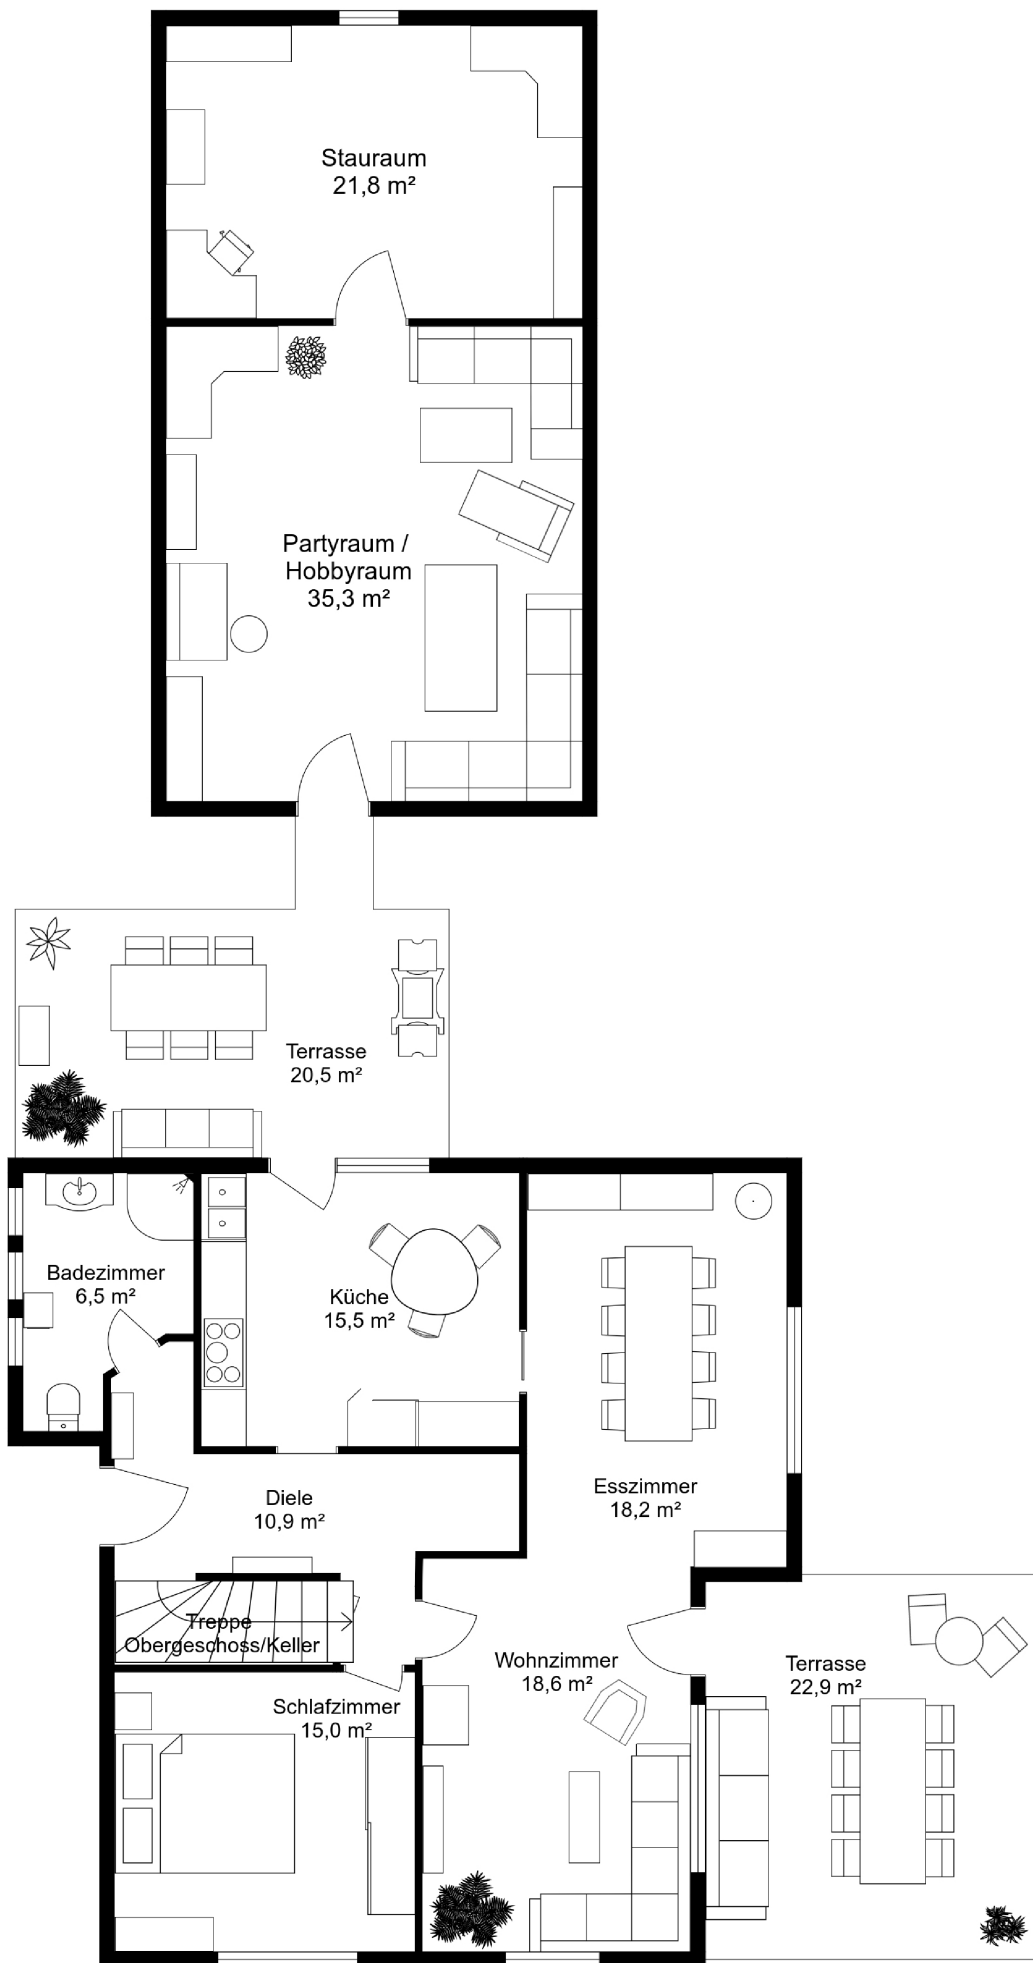 Stauraum
21,8 m²
Partyraum /
Hobbyraum
35,3 m²
Terrasse
20,5 m²
Badezimmer
6,5 m²
Küche
15,5 m²
Esszimmer
18,2 m²
Diele
10,9 m²
Treppe
Obergeschoss/Keller
Wohnzimmer
18,6 m²
Terrasse
22,9 m²
Schlafzimmer
15,0 m²